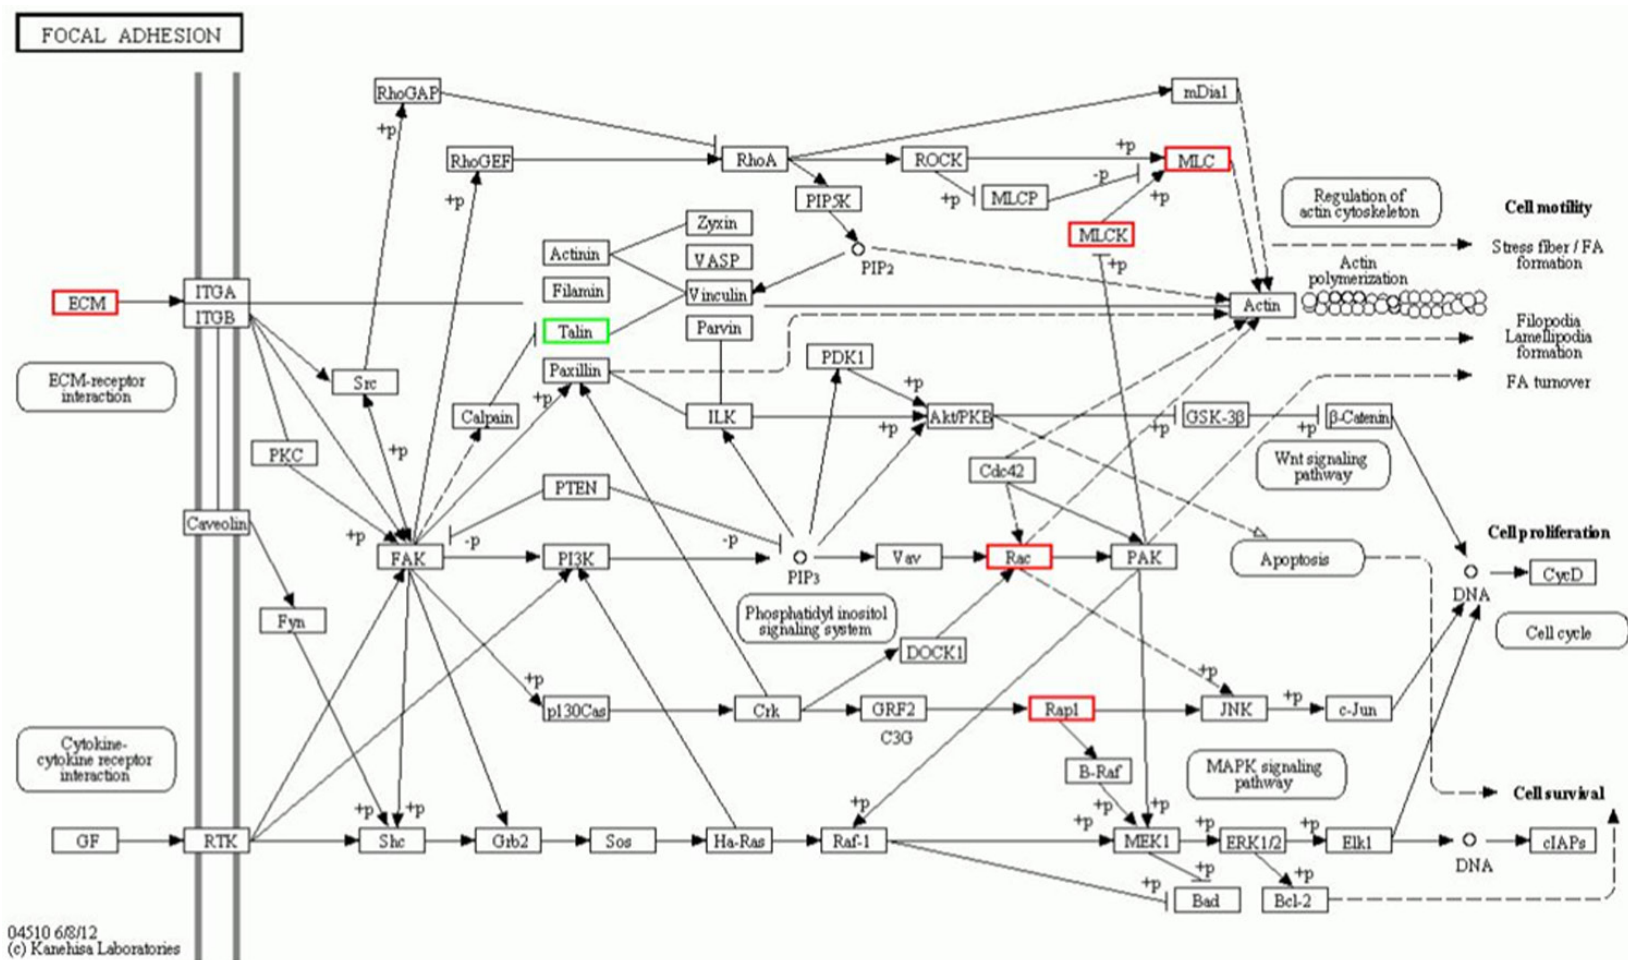 FOCAL ADHESION
RhoGAP
mDia1
+p
RhoGEF
RhoA
ROCK
+p
MLC
-p
+p
PIP5K
+p
MLCP
+p
Regulation of
actin cytoskeleton
Cell motility
Zyxin
MLCK
Actinin
VASP
PIP2
+p
Stress fiber / FA
formation
Actin
polymerization
ECM
ITGA
Filamin
Vinculin
Actin
ITGB
Talin
Parvin
Filopodia
Lamellipodia
formation
ECM-receptor
interaction
Src
Paxillin
PDK1
FA turnover
+p
+p
Calpain
ILK
+p
Akt/PKB
+p
GSK-3β
+p
β-Catenin
PKC
+p
Cdc42
Wnt signaling
pathway
PTEN
Caveolin
+p
-p
-p
Cell proliferation
FAK
PI3K
PIP3
Vav
Rac
PAK
Apoptosis
CycD
DNA
Fyn
Phosphatidyl inositol
signaling system
Cell cycle
DOCK1
+p
+p
+p
p130Cas
Crk
GRF2
Rap1
JNK
c-Jun
C3G
Cytokine-
cytokine receptor
interaction
B-Raf
MAPK signaling
pathway
Cell survival
+p
+p
+p
+p
+p
+p
+p
+p
GF
RTK
Shc
Grb2
Sos
Ha-Ras
Raf-1
MEK1
ERK1/2
Elk1
DNA
cIAPs
+p
+p
+p
Bad
Bcl-2
04510 6/8/12
(c) Kanehisa Laboratories